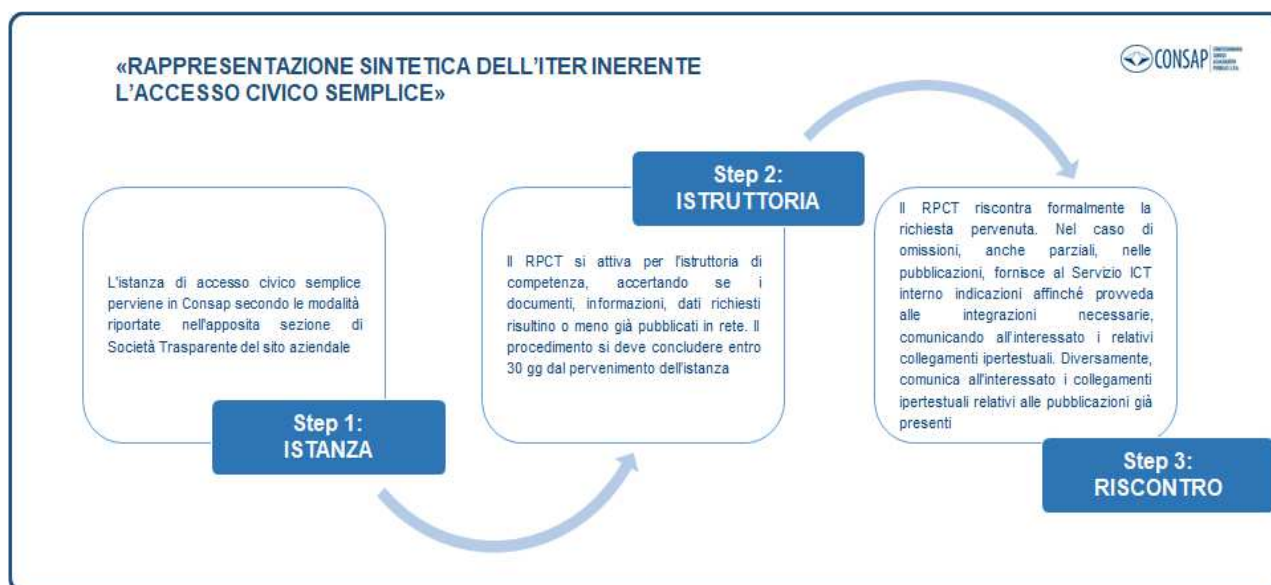 «RAPPRESENTAZIONE SINTETICA DELL'ITER INERENTE
L'ACCESSO CIVICO SEMPLICE»
CONSAP
L'istanza di accesso civico semplice
perviene in Consap secondo le modalità
riportate nell'apposita sezione di
Società Trasparente del sito aziendale
Step 1:
ISTANZA
Step 2:
ISTRUTTORIA
Il RPCT si attiva per l'istruttoria di
competenza, accertando se i
documenti, informazioni, dati richiesti
risultino o meno già pubblicati in rete. Il
procedimento si deve concludere entro
30 gg dal pervenimento dell'istanza
Il RPCT riscontra formalmente la
richiesta pervenuta. Nel caso di
omissioni, anche parziali, nelle
pubblicazioni, fornisce al Servizio ICT
interno indicazioni affinché provveda
alle integrazioni necessarie,
comunicando all'interessato i relativi
collegamenti ipertestuali. Diversamente,
comunica all'interessato i collegamenti
ipertestuali relativi alle pubblicazioni già
presenti
Step 3:
RISCONTRO